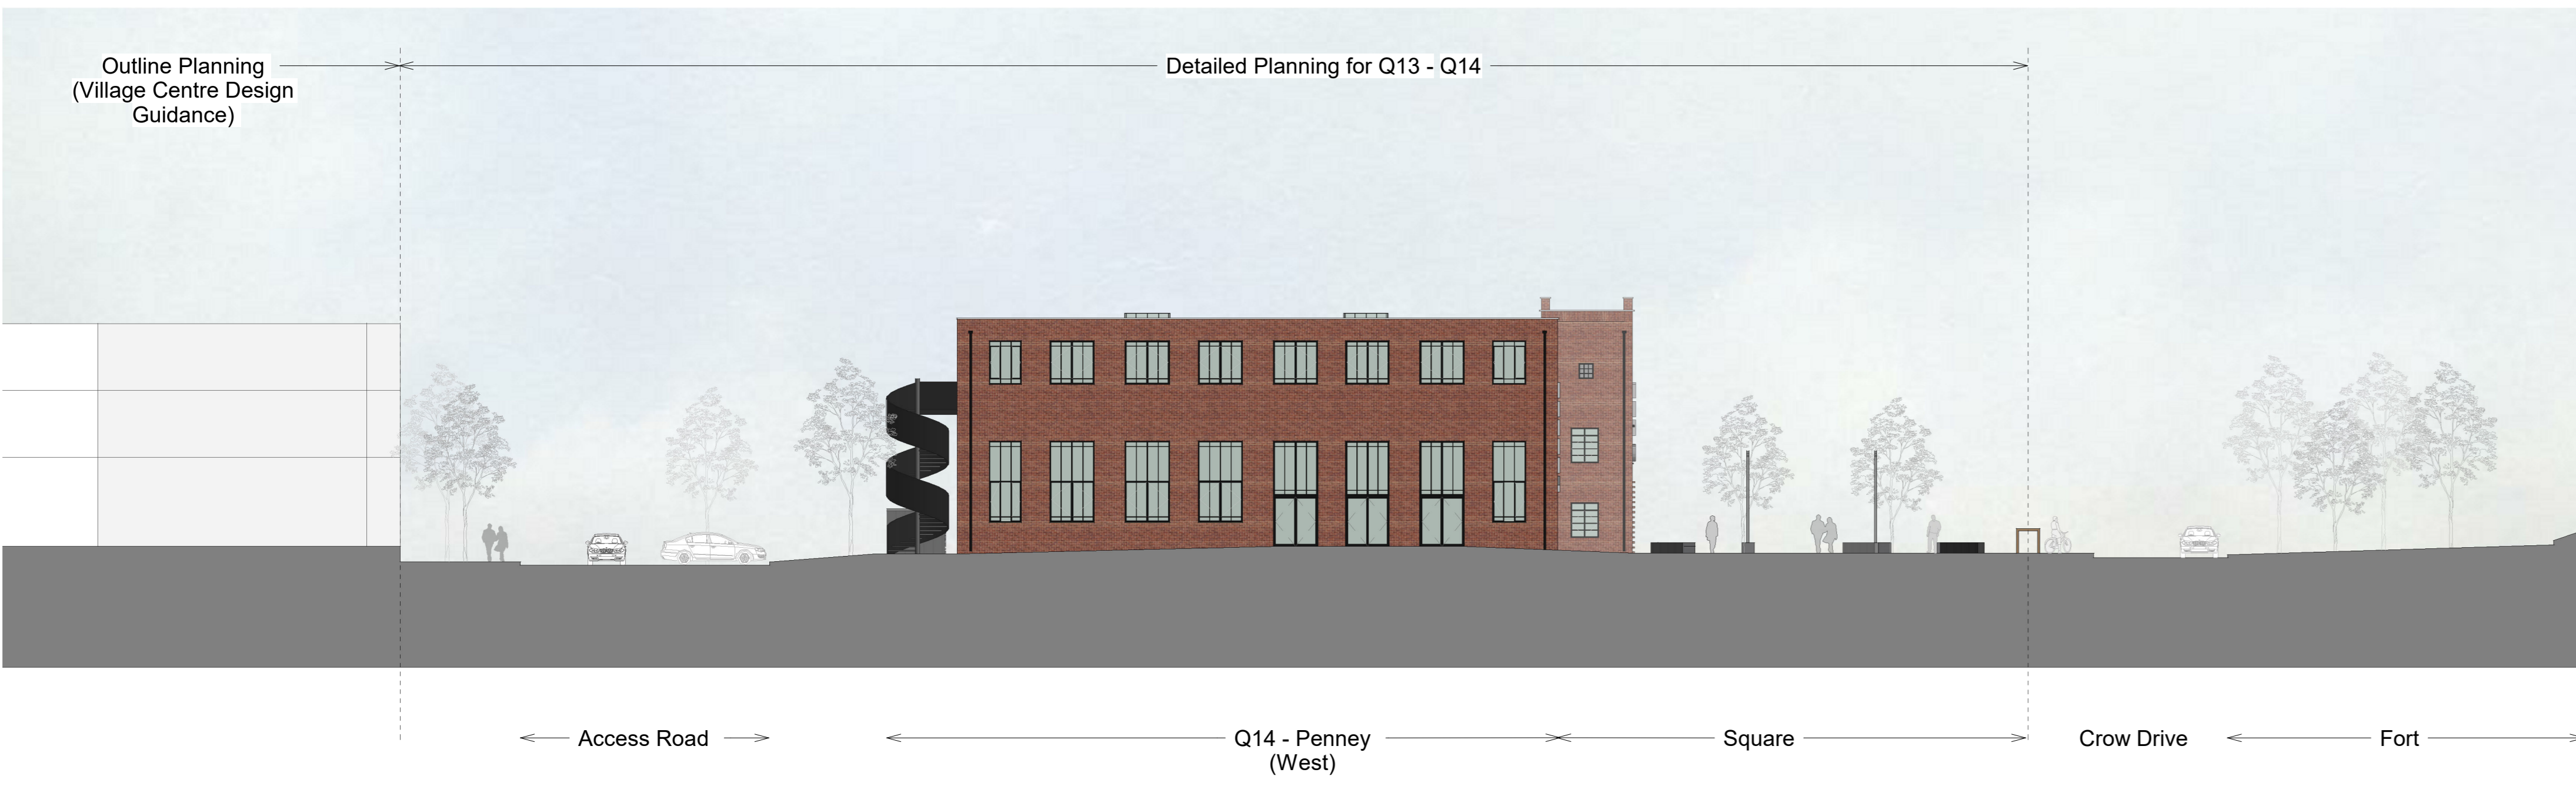 Outline Planning
(Village Centre Design
Guidance)
Detailed Planning for Q13 - Q14
Access Road
Q14 - Penney
(West)
Square
Crow Drive
Fort